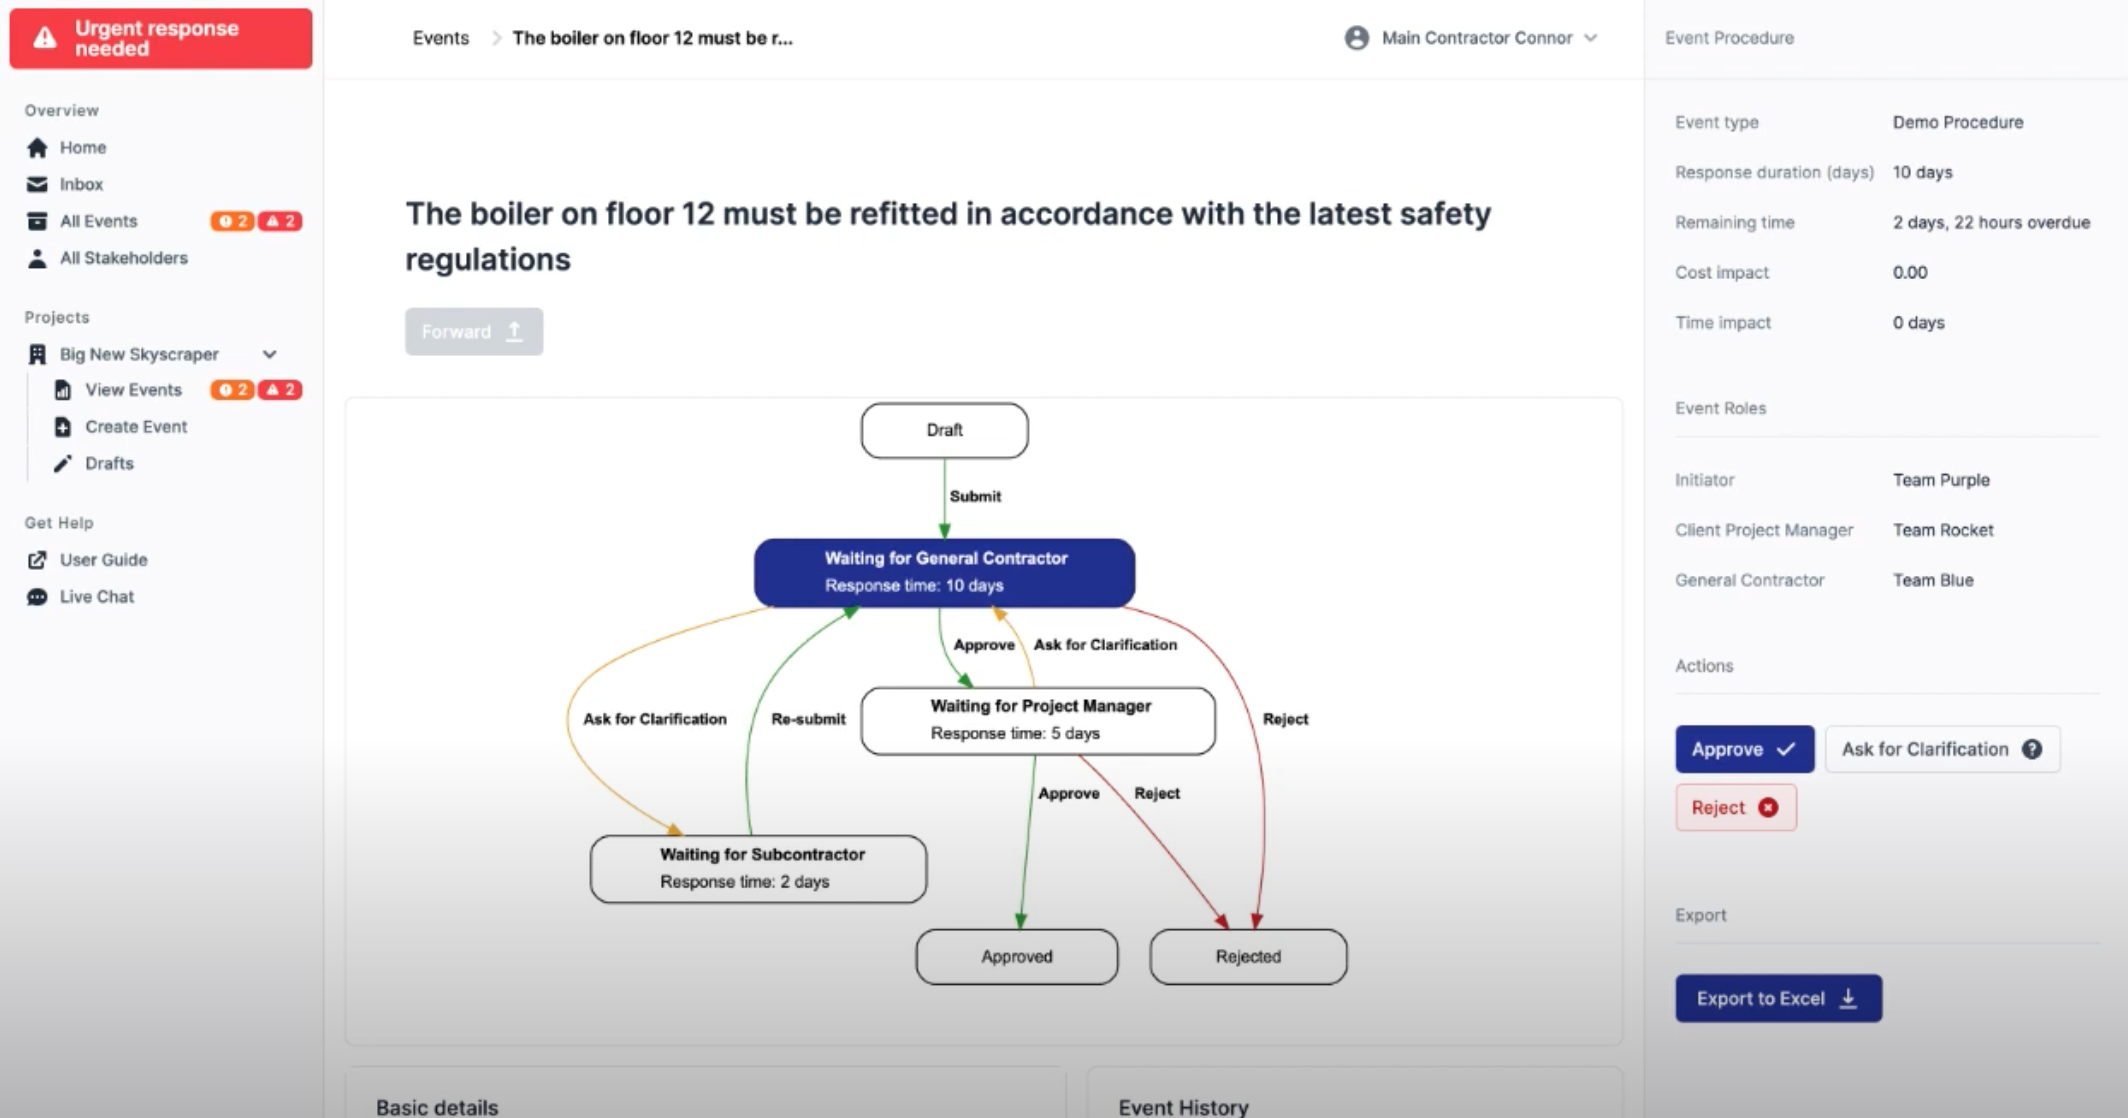 Urgent response
needed
Overview
Home
Inbox
All Events 2 2
All Stakeholders
Projects
Big New Skyscraper
View Events 2 2
Create Event
Drafts
Get Help
User Guide
Live Chat
Events The boiler on floor 12 must be r...
Main Contractor Connor
The boiler on floor 12 must be refitted in accordance with the latest safety
regulations
Forward
Draft
Submit
Waiting for General Contractor
Response time: 10 days
Approve Ask for Clarification
Ask for Clarification
Re-submit
Waiting for Project Manager
Response time: 5 days
Reject
Approve Reject
Waiting for Subcontractor
Response time: 2 days
Approved
Rejected
Basic details
Event History
Event Procedure
Event type Demo Procedure
Response duration (days) 10 days
Remaining time 2 days, 22 hours overdue
Cost impact 0.00
Time impact 0 days
Event Roles
Initiator Team Purple
Client Project Manager Team Rocket
General Contractor Team Blue
Actions
Approve
Ask for Clarification
Reject
Export
Export to Excel